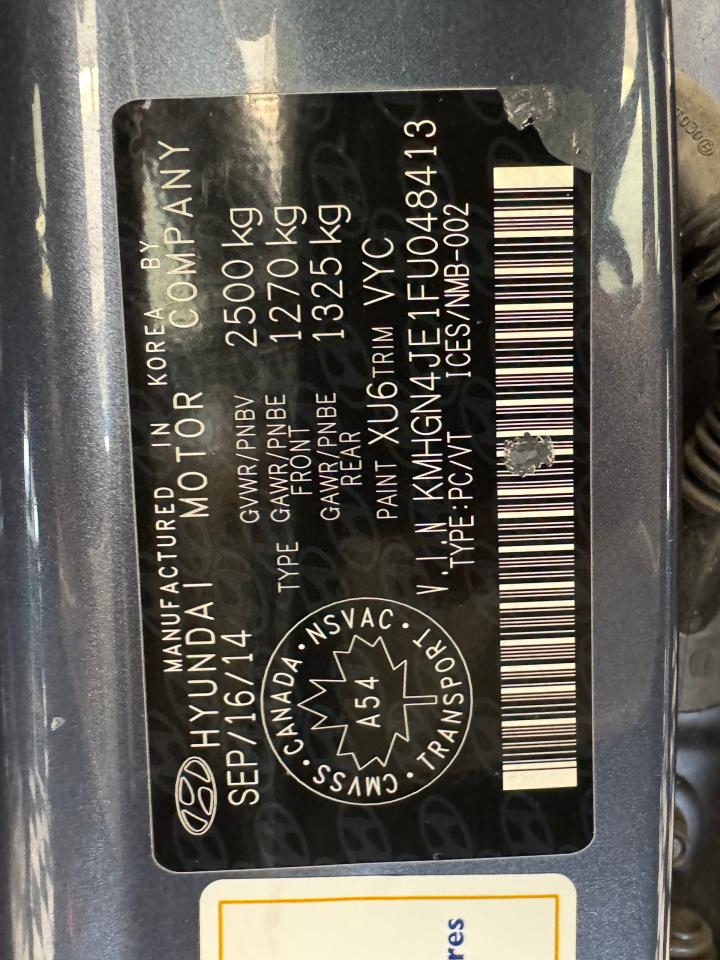 MANUFACTURED IN KOREA BY
HYUNDAI MOTOR COMPANY
SEP/16/14
GVWR/PNBV 2500 kg
TYPE GAWR/PNBE FRONT 1270 kg
GAWR/PNBE REAR 1325 kg
PAINT XU6 TRIM VYC
V.I.N KMHGN4JE1FU048413
TYPE:PC/VT ICES/NMB-002
CANADA • NSVAC • TRANSPORT • CMVSS •
A54
res